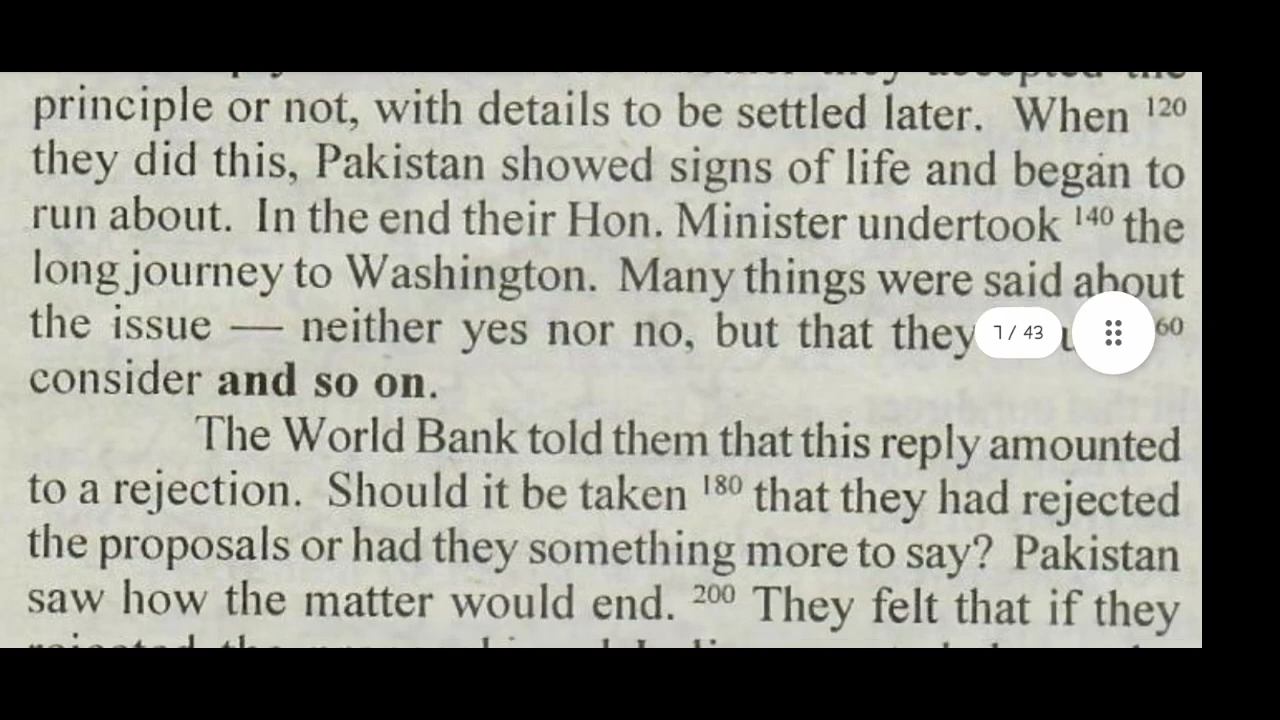 principle or not, with details to be settled later. When 120
they did this, Pakistan showed signs of life and began to
run about. In the end their Hon. Minister undertook 140 the
long journey to Washington. Many things were said about
the issue — neither yes nor no, but that they 60
7 / 43
consider and so on.
The World Bank told them that this reply amounted
to a rejection. Should it be taken 180 that they had rejected
the proposals or had they something more to say? Pakistan
saw how the matter would end. 200 They felt that if they